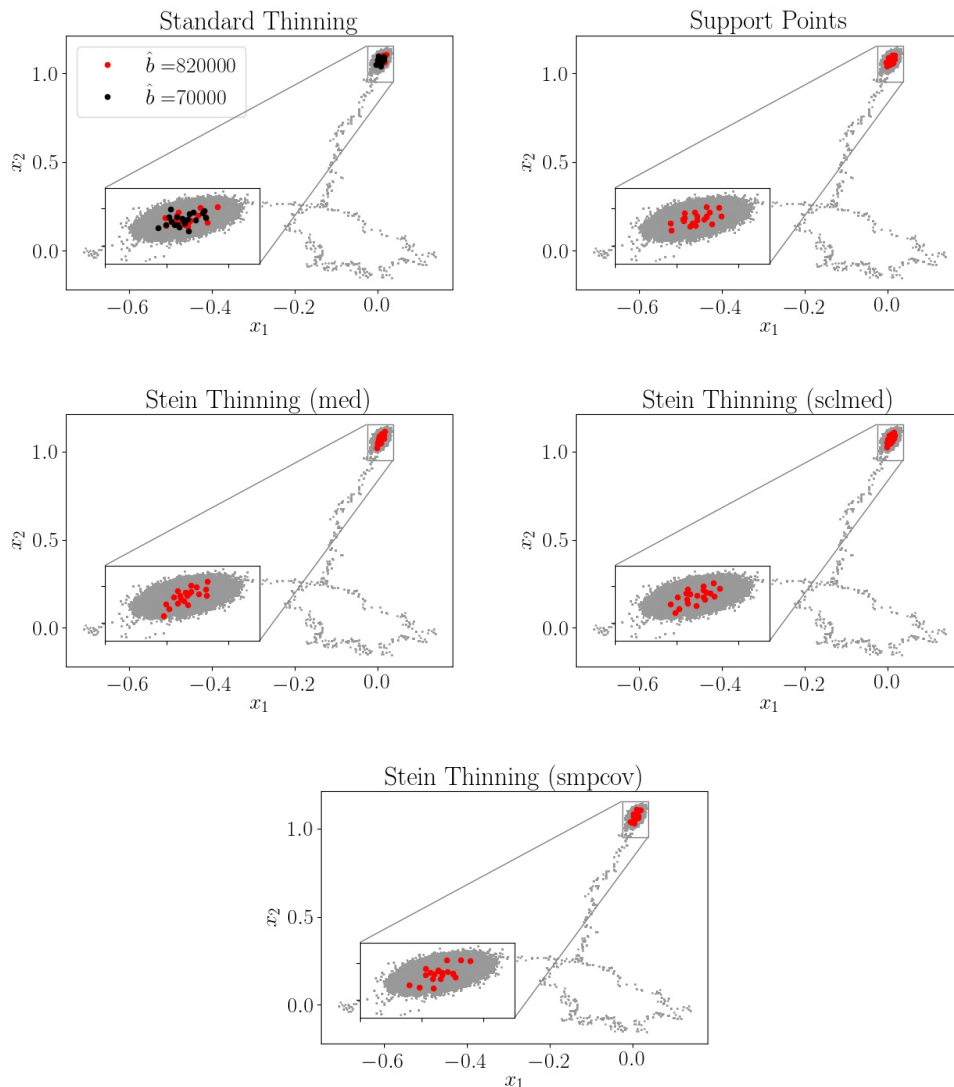 Standard Thinning
b̂ =820000
b̂ =70000
1.0
0.5
0.0
x₂
−0.6
−0.4
−0.2
0.0
x₁
Support Points
1.0
0.5
0.0
x₂
−0.6
−0.4
−0.2
0.0
x₁
Stein Thinning (med)
1.0
0.5
0.0
x₂
−0.6
−0.4
−0.2
0.0
x₁
Stein Thinning (sclmed)
1.0
0.5
0.0
x₂
−0.6
−0.4
−0.2
0.0
x₁
Stein Thinning (smpcov)
1.0
0.5
0.0
x₂
−0.6
−0.4
−0.2
0.0
x₁